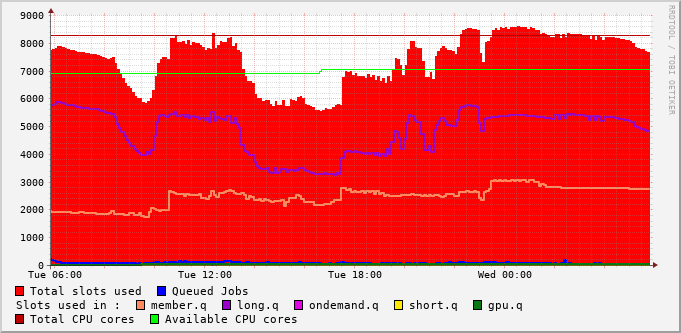 9000
8000
7000
6000
5000
4000
3000
2000
1000
0
Tue 06:00 Tue 12:00 Tue 18:00 Wed 00:00
RRDTOOL / TOBI OETIKER
Total slots used Queued Jobs
Slots used in : member.q long.q ondemand.q short.q gpu.q
Total CPU cores Available CPU cores